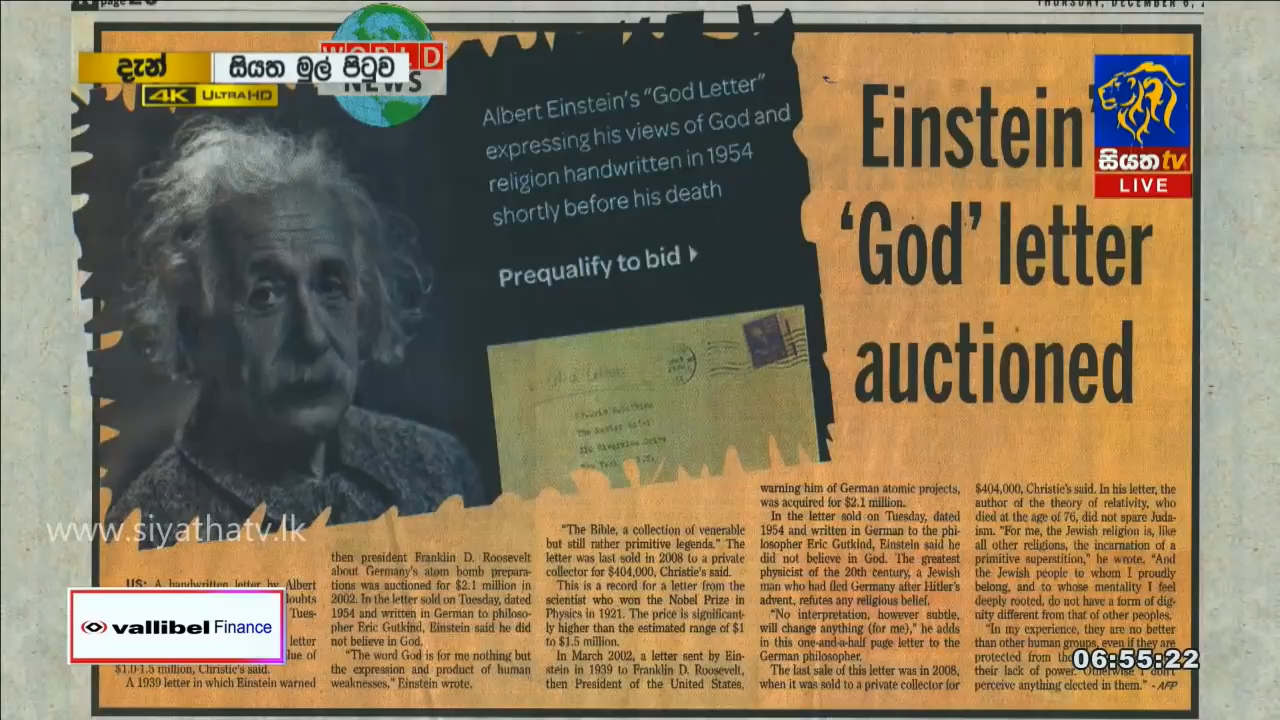 THURSDAY, DECEMBER 6,
WORLD
NEWS
දැන්
සියත මුල් පිටුව
4K ULTRA HD
Albert Einstein's "God Letter"
expressing his views of God and
religion handwritten in 1954
shortly before his death
Prequalify to bid
Einstein'
'God' letter
auctioned
සියත tv
LIVE
www.siyathatv.lk
US: A handwritten letter by Albert
doubts
Tues-
letter
lue of
$1.0-1.5 million, Christie's said.
A 1939 letter in which Einstein warned
then president Franklin D. Roosevelt
about Germany's atom bomb prepara-
tions was auctioned for $2.1 million in
2002. In the letter sold on Tuesday, dated
1954 and written in German to philoso-
pher Eric Gutkind, Einstein said he did
not believe in God.
"The word God is for me nothing but
the expression and product of human
weaknesses," Einstein wrote.
"The Bible, a collection of venerable
but still rather primitive legends." The
letter was last sold in 2008 to a private
collector for $404,000, Christie's said.
This is a record for a letter from the
scientist who won the Nobel Prize in
Physics in 1921. The price is significant-
ly higher than the estimated range of $1
to $1.5 million.
In March 2002, a letter sent by Ein-
stein in 1939 to Franklin D. Roosevelt,
then President of the United States,
warning him of German atomic projects,
was acquired for $2.1 million.
In the letter sold on Tuesday, dated
1954 and written in German to the phi-
losopher Eric Gutkind, Einstein said he
did not believe in God. The greatest
physicist of the 20th century, a Jewish
man who had fled Germany after Hitler's
advent, refutes any religious belief.
"No interpretation, however subtle,
will change anything (for me)," he adds
in this one-and-a-half page letter to the
German philosopher.
The last sale of this letter was in 2008,
when it was sold to a private collector for
$404,000, Christie's said. In his letter, the
author of the theory of relativity, who
died at the age of 76, did not spare Juda-
ism. "For me, the Jewish religion is, like
all other religions, the incarnation of a
primitive superstition," he wrote. "And
the Jewish people to whom I proudly
belong, and to whose mentality I feel
deeply rooted, do not have a form of dig-
nity different from that of other peoples.
"In my experience, they are no better
than other human groups, even if they are
protected from the
their lack of power. Otherwise I don't
perceive anything elected in them." - AFP
vallibel Finance
06:55:22